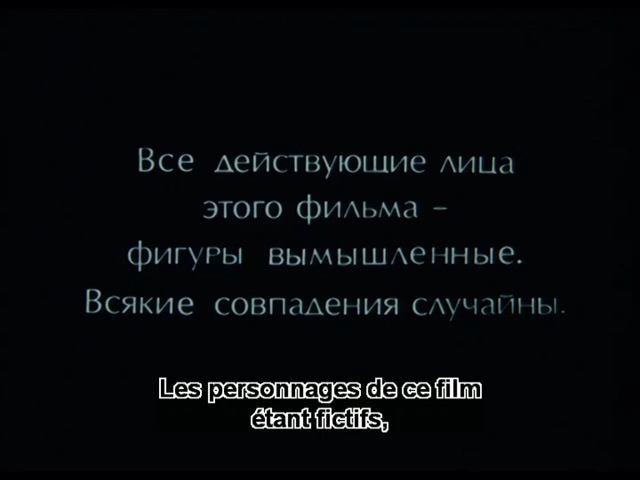 Все действующие лица
этого фильма –
фигуры вымышленные.
Всякие совпадения случайны.
Les personnages de ce film
étant fictifs,